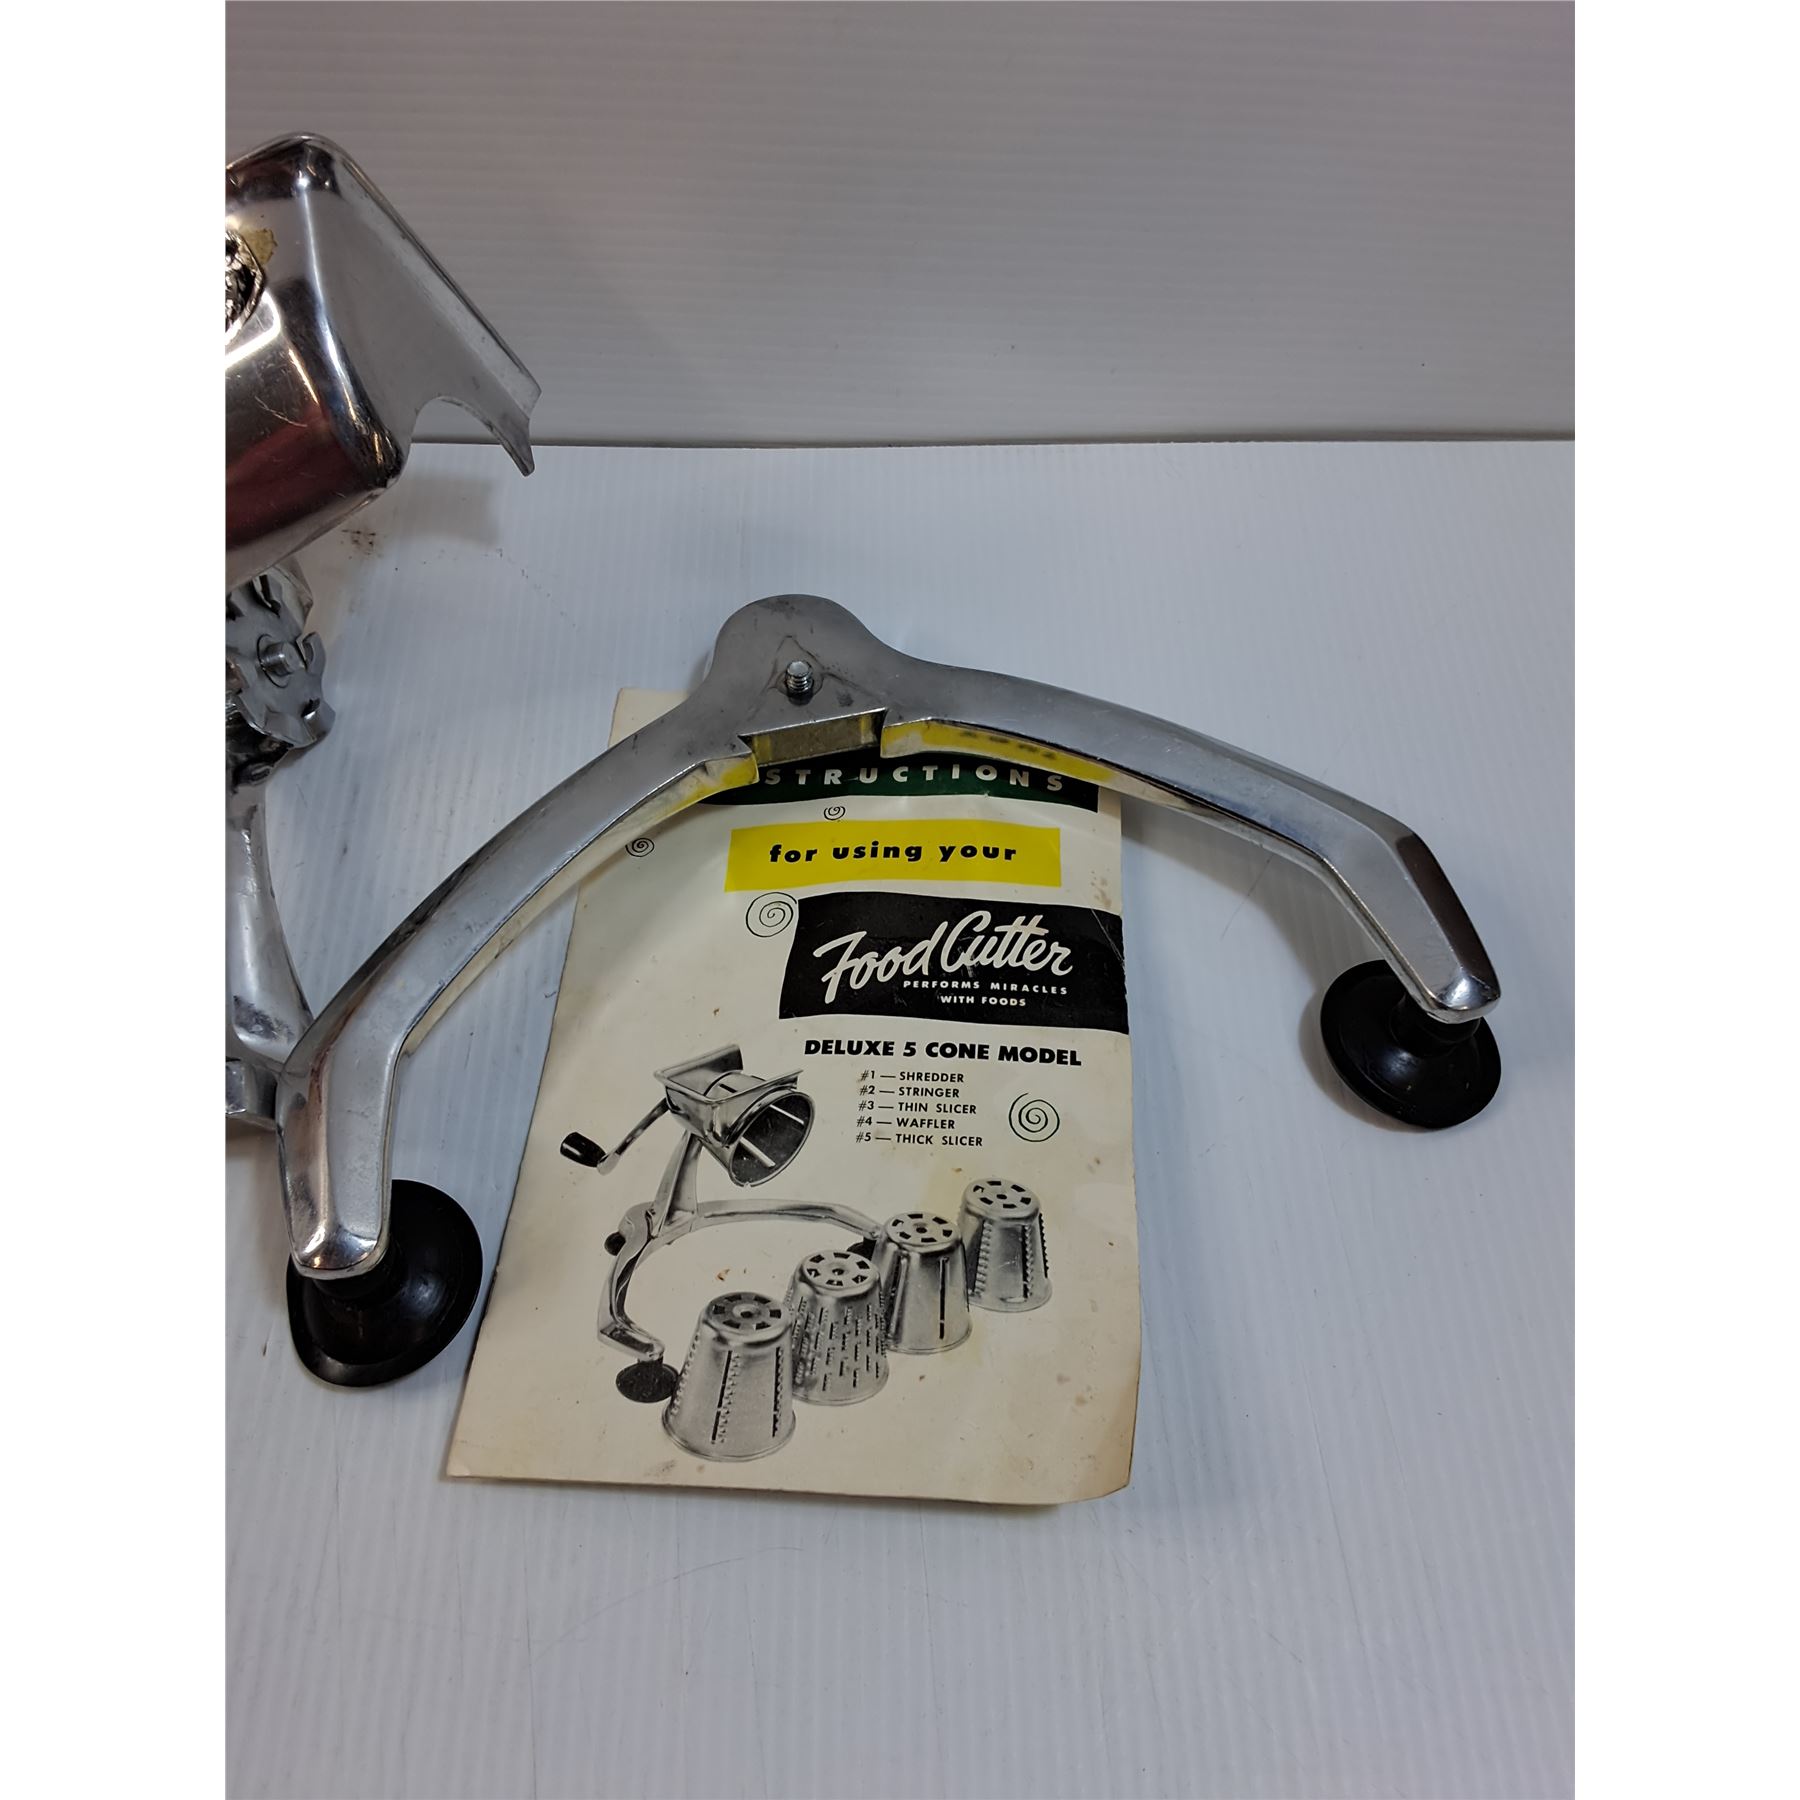 STRUCTIONS
for using your
Food Cutter
PERFORMS MIRACLES
WITH FOODS
DELUXE 5 CONE MODEL
#1 — SHREDDER
#2 — STRINGER
#3 — THIN SLICER
#4 — WAFFLER
#5 — THICK SLICER